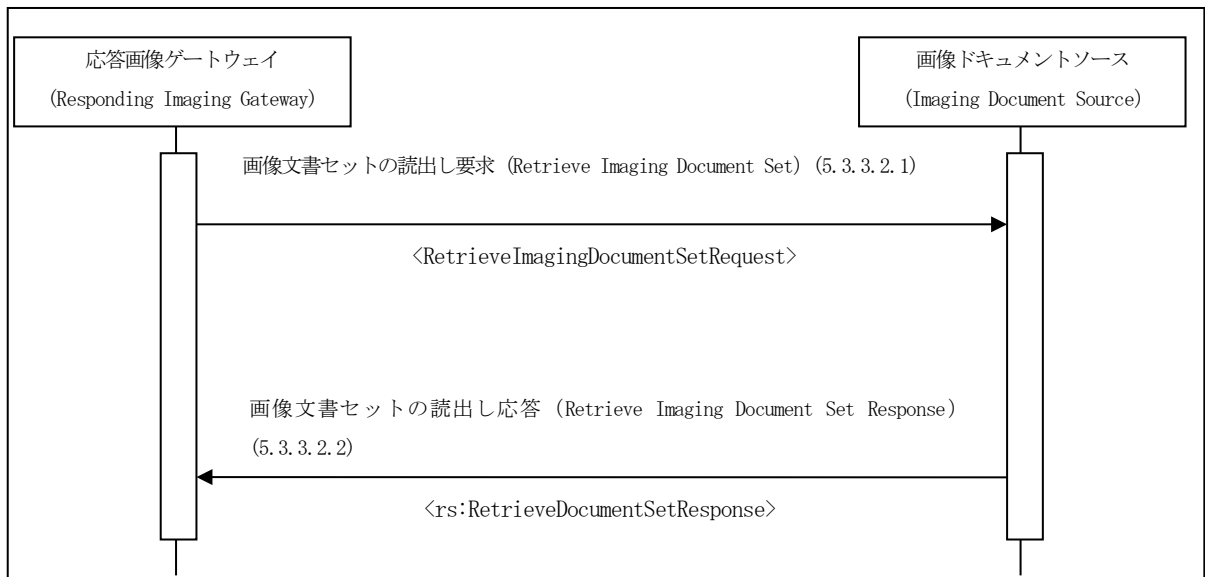 応答画像ゲートウェイ
(Responding Imaging Gateway)
画像ドキュメントソース
(Imaging Document Source)
画像文書セットの読出し要求 (Retrieve Imaging Document Set) (5.3.3.2.1)
<RetrieveImagingDocumentSetRequest>
画像文書セットの読出し応答 (Retrieve Imaging Document Set Response)
(5.3.3.2.2)
<rs:RetrieveDocumentSetResponse>